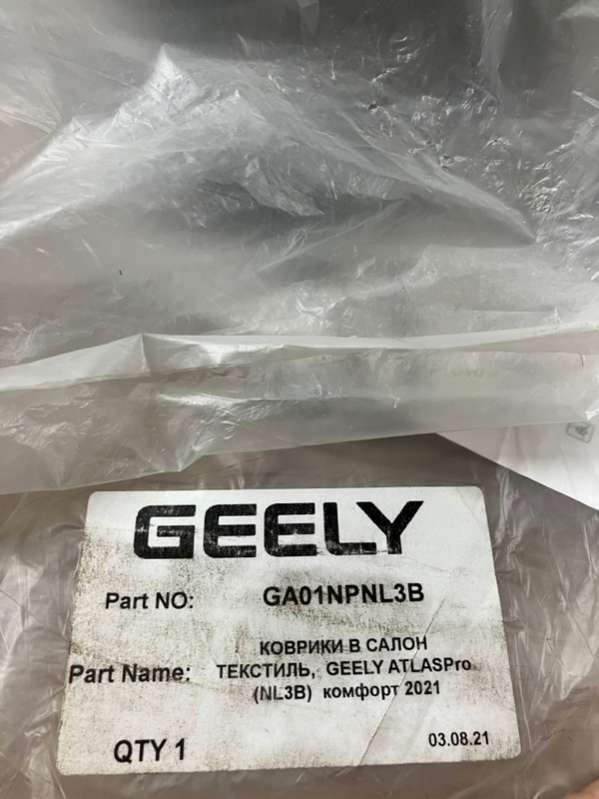 GEELY
Part NO: GA01NPNL3B
КОВРИКИ В САЛОН
Part Name: ТЕКСТИЛЬ, GEELY ATLASPro
(NL3B) комфорт 2021
QTY 1 03.08.21